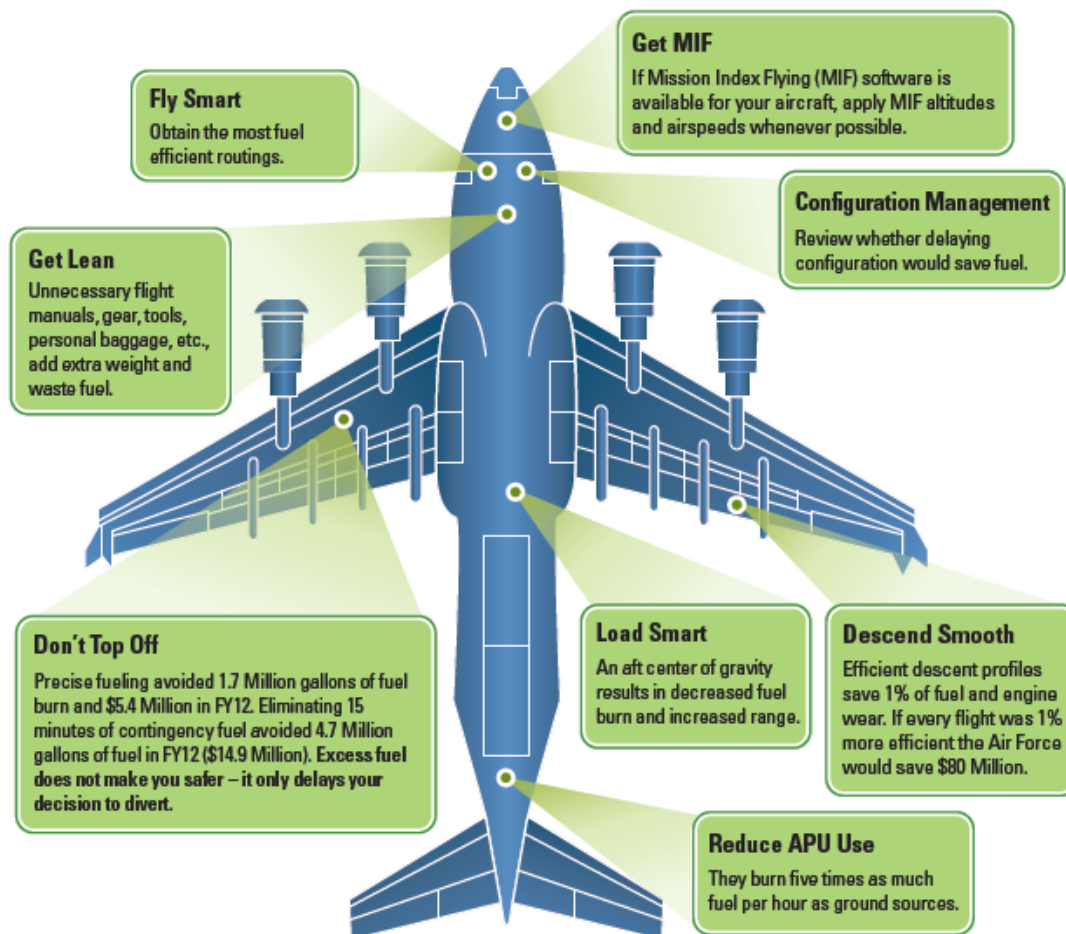 Get MIF
If Mission Index Flying (MIF) software is
available for your aircraft, apply MIF altitudes
and airspeeds whenever possible.
Fly Smart
Obtain the most fuel
efficient routings.
Configuration Management
Review whether delaying
configuration would save fuel.
Get Lean
Unnecessary flight
manuals, gear, tools,
personal baggage, etc.,
add extra weight and
waste fuel.
Don't Top Off
Precise fueling avoided 1.7 Million gallons of fuel
burn and $5.4 Million in FY12. Eliminating 15
minutes of contingency fuel avoided 4.7 Million
gallons of fuel in FY12 ($14.9 Million). Excess fuel
does not make you safer – it only delays your
decision to divert.
Load Smart
An aft center of gravity
results in decreased fuel
burn and increased range.
Descend Smooth
Efficient descent profiles
save 1% of fuel and engine
wear. If every flight was 1%
more efficient the Air Force
would save $80 Million.
Reduce APU Use
They burn five times as much
fuel per hour as ground sources.